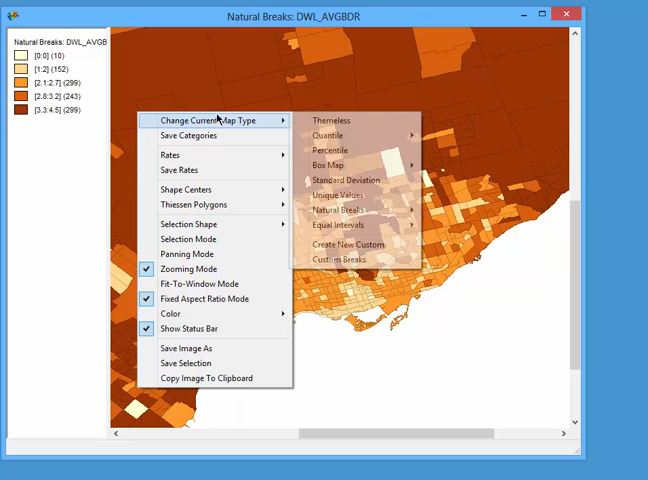 Natural Breaks: DWL_AVGBDR
Natural Breaks: DWL_AVGB
[0:0] (10)
[1:2] (152)
[2.1:2.7] (299)
[2.8:3.2] (243)
[3.3:4.5] (299)
Change Current Map Type
Save Categories
Rates
Save Rates
Shape Centers
Thiessen Polygons
Selection Shape
Selection Mode
Panning Mode
Zooming Mode
Fit-To-Window Mode
Fixed Aspect Ratio Mode
Color
Show Status Bar
Save Image As
Save Selection
Copy Image To Clipboard
Themeless
Quantile
Percentile
Box Map
Standard Deviation
Unique Values
Natural Breaks
Equal Intervals
Create New Custom
Custom Breaks